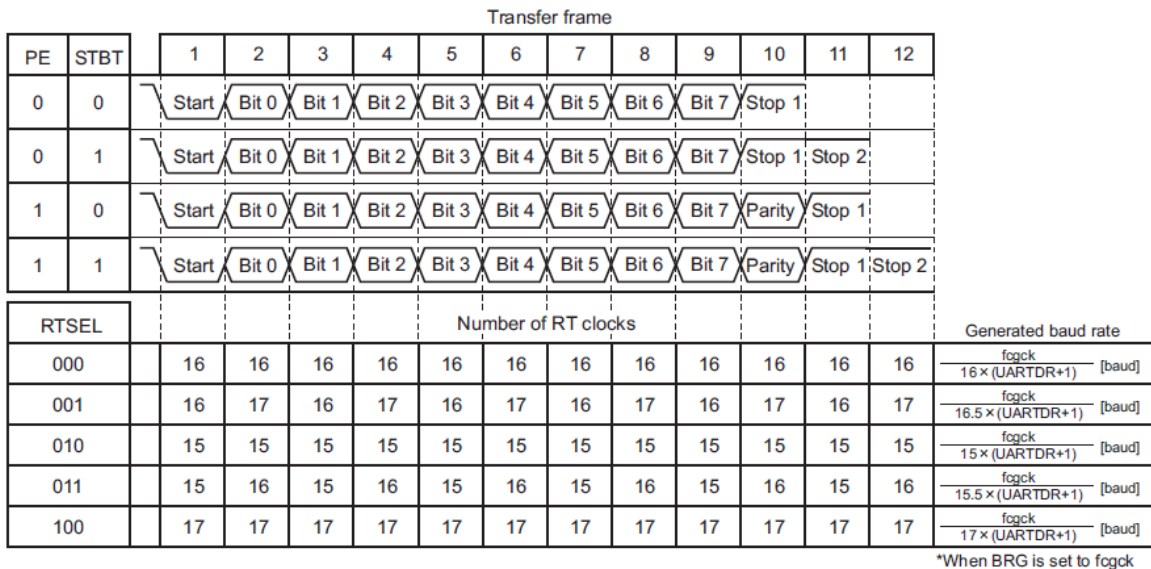 Transfer frame
PE STBT 1 2 3 4 5 6 7 8 9 10 11 12
0 0 Start Bit 0 Bit 1 Bit 2 Bit 3 Bit 4 Bit 5 Bit 6 Bit 7 Stop 1
0 1 Start Bit 0 Bit 1 Bit 2 Bit 3 Bit 4 Bit 5 Bit 6 Bit 7 Stop 1 Stop 2
1 0 Start Bit 0 Bit 1 Bit 2 Bit 3 Bit 4 Bit 5 Bit 6 Bit 7 Parity Stop 1
1 1 Start Bit 0 Bit 1 Bit 2 Bit 3 Bit 4 Bit 5 Bit 6 Bit 7 Parity Stop 1 Stop 2
RTSEL Number of RT clocks Generated baud rate
000 16 16 16 16 16 16 16 16 16 16 16 16 fcgck / 16×(UARTDR+1) [baud]
001 16 17 16 17 16 17 16 17 16 17 16 17 fcgck / 16.5×(UARTDR+1) [baud]
010 15 15 15 15 15 15 15 15 15 15 15 15 fcgck / 15×(UARTDR+1) [baud]
011 15 16 15 16 15 16 15 16 15 16 15 16 fcgck / 15.5×(UARTDR+1) [baud]
100 17 17 17 17 17 17 17 17 17 17 17 17 fcgck / 17×(UARTDR+1) [baud]
*When BRG is set to fcgck